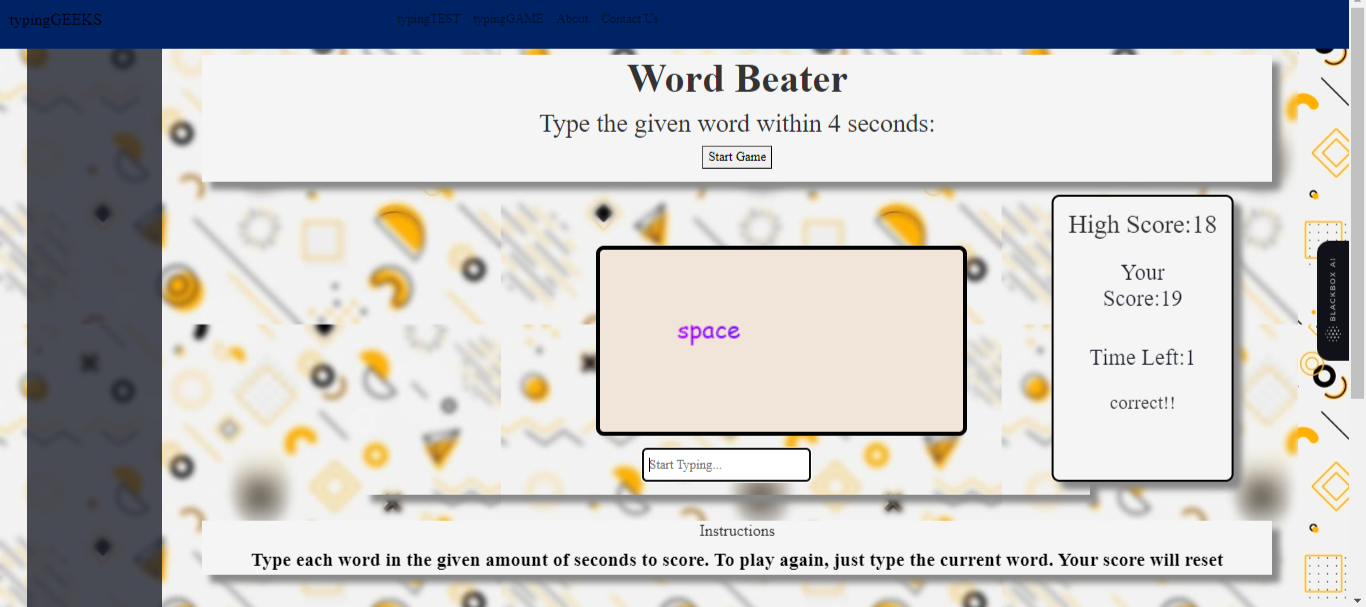 typingGEEKS
typingTEST typingGAME About Contact Us
Word Beater
Type the given word within 4 seconds:
Start Game
High Score:18
Your
Score:19
Time Left:1
correct!!
space
Start Typing...
BLACKBOX AI
Instructions
Type each word in the given amount of seconds to score. To play again, just type the current word. Your score will reset